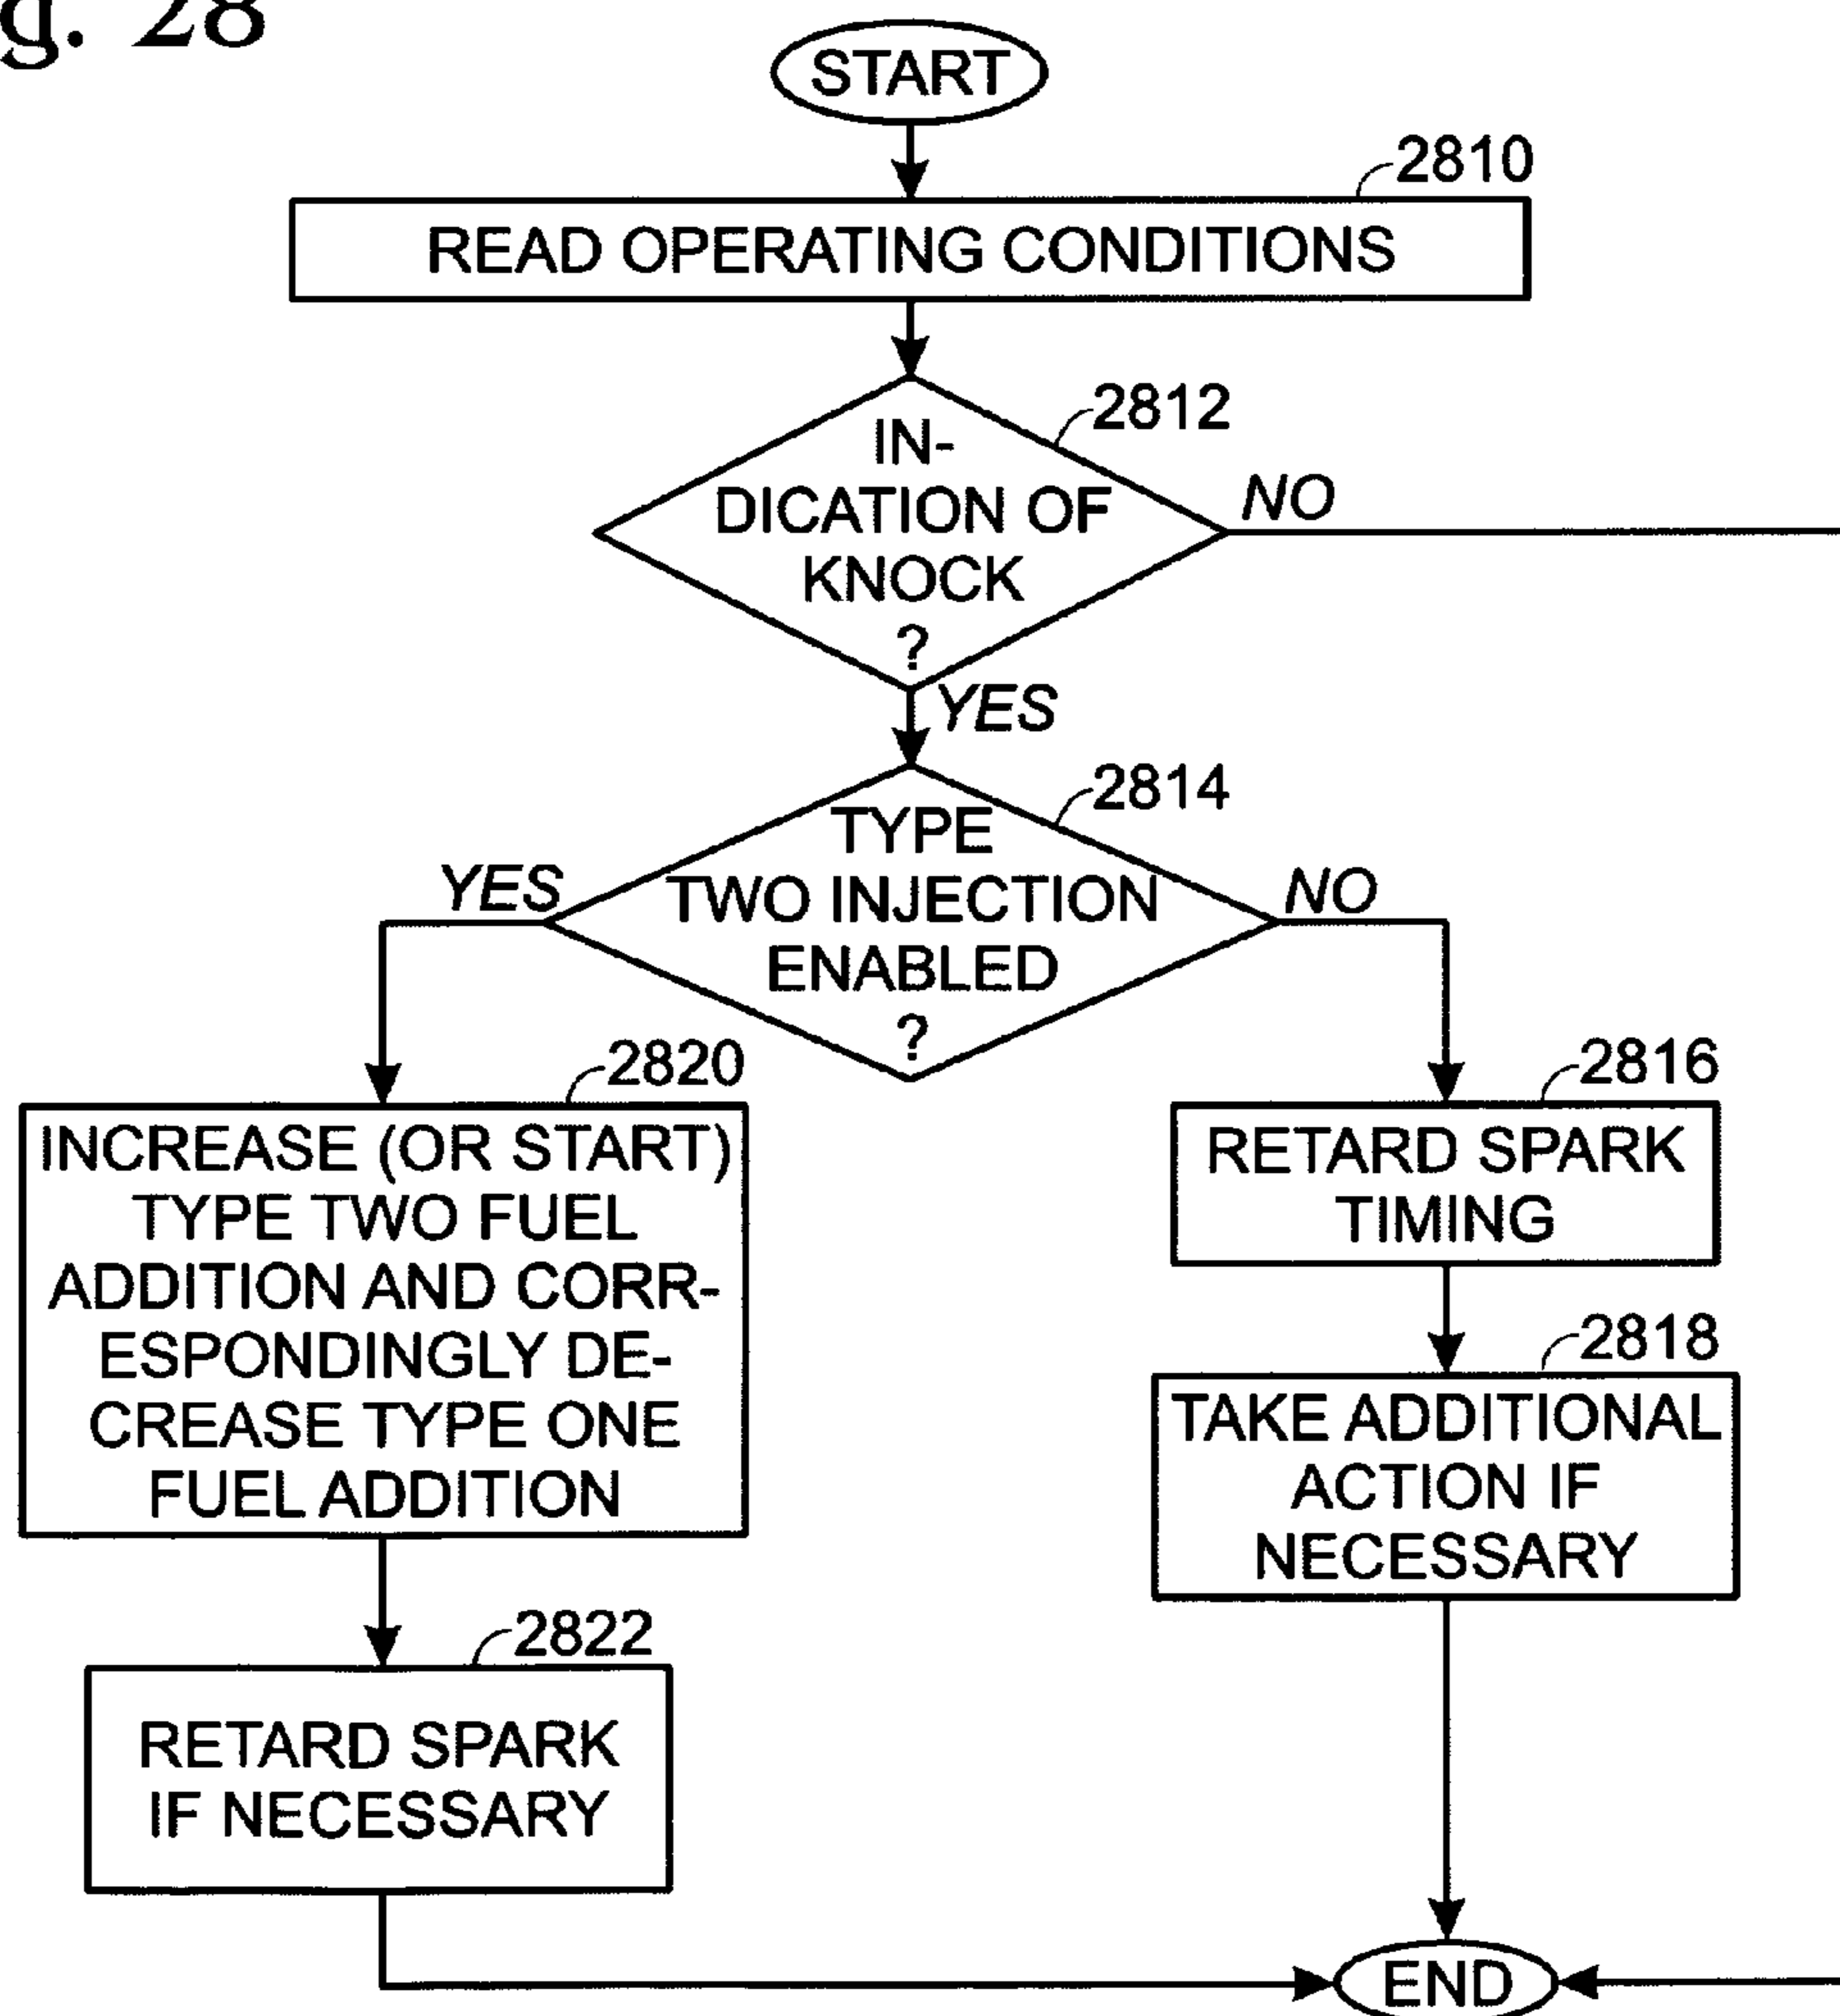 g. 28
START
2810
READ OPERATING CONDITIONS
2812
IN-
DICATION OF
KNOCK
?
NO
YES
2814
TYPE
TWO INJECTION
ENABLED
?
YES
NO
2820
INCREASE (OR START)
TYPE TWO FUEL
ADDITION AND CORR-
ESPONDINGLY DE-
CREASE TYPE ONE
FUEL ADDITION
2816
RETARD SPARK
TIMING
2818
TAKE ADDITIONAL
ACTION IF
NECESSARY
2822
RETARD SPARK
IF NECESSARY
END